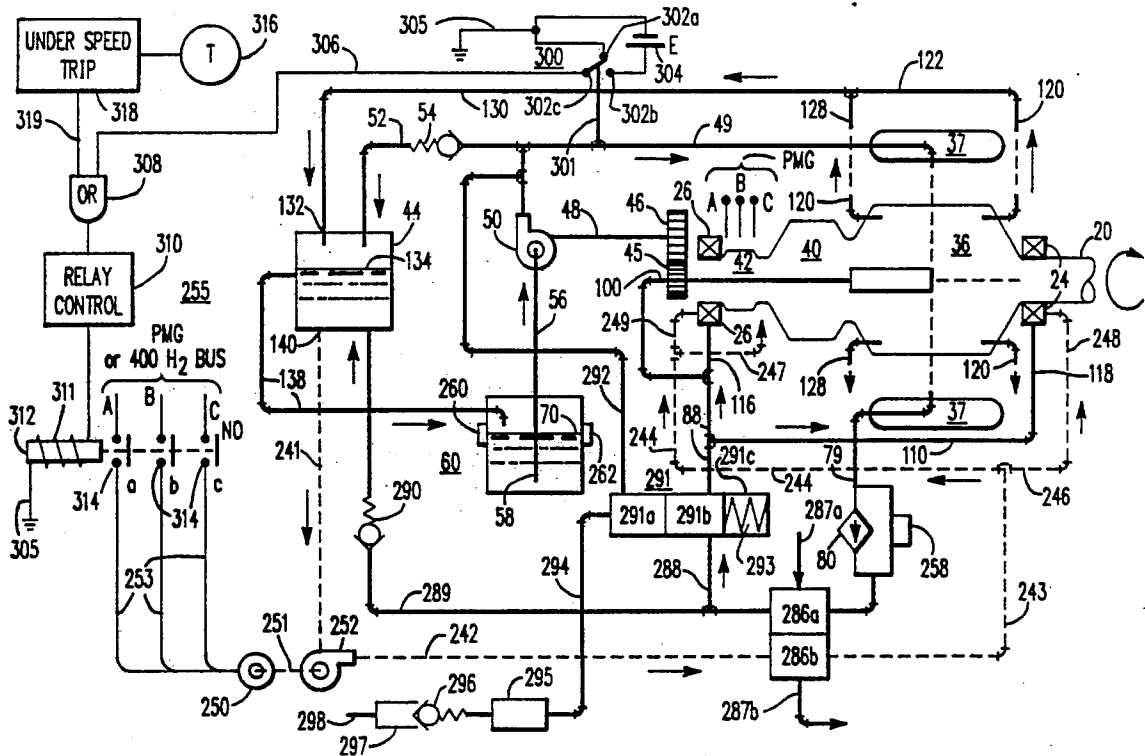 305
302a
UNDER SPEED
TRIP
T
316
306
300
E
304
122
302c
302b
120
319
318
52
54
130
128
49
37
301
PMG
308
OR
B
A
C
26
132
44
50
48
46
120
20
134
45
42
40
36
310
RELAY
CONTROL
255
100
24
56
249
26
140
PMG
or 400 Hz BUS
292
247
128
120
248
311
138
260
70
116
118
A
B
C
NO
88
37
312
241
60
262
244
110
291c
79
314
a
b
314
c
58
291
244
246
290
291a
291b
287a
305
80
258
294
288
293
253
289
286a
243
251
252
242
286b
250
296
295
298
297
287b